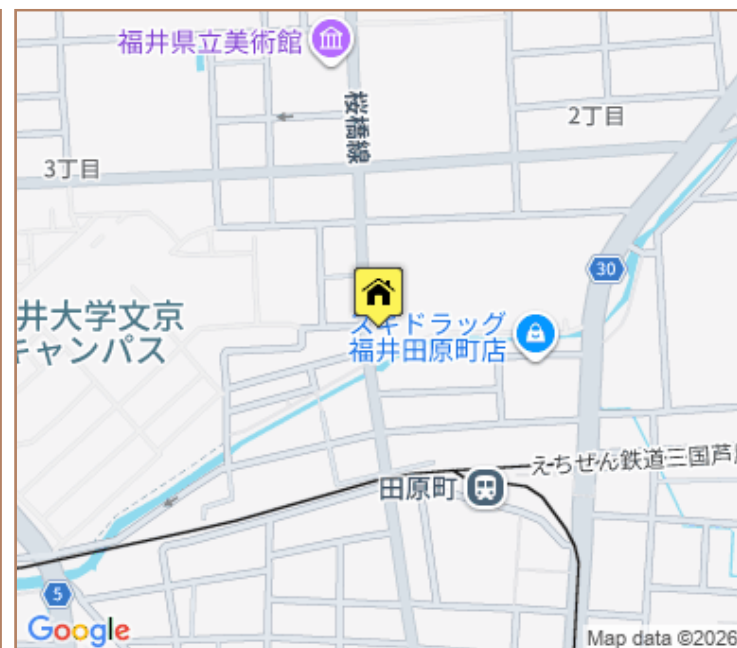 福井県立美術館
桜橋線
2丁目
3丁目
30
井大学文京
キャンパス
スギドラッグ
福井田原町店
えちぜん鉄道三国芦
田原町
5
Google
Map data ©2026